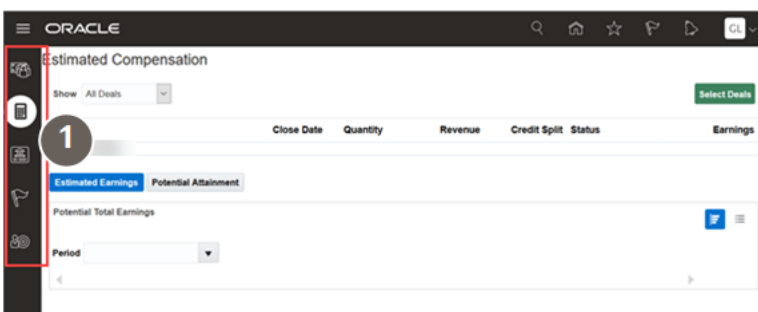 ORACLE
GL
Estimated Compensation
Show All Deals Select Deals
1
Close Date Quantity Revenue Credit Split Status Earnings
Estimated Earnings Potential Attainment
Potential Total Earnings
Period